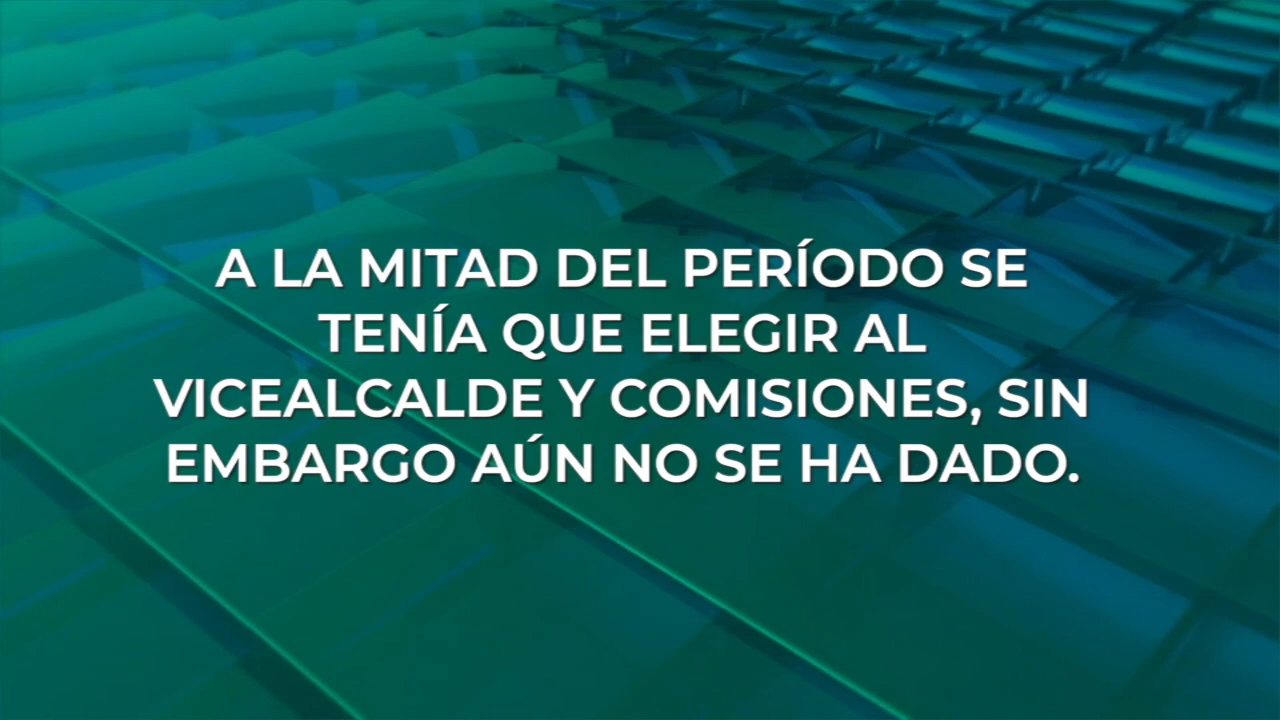 A LA MITAD DEL PERÍODO SE
TENÍA QUE ELEGIR AL
VICEALCALDE Y COMISIONES, SIN
EMBARGO AÚN NO SE HA DADO.